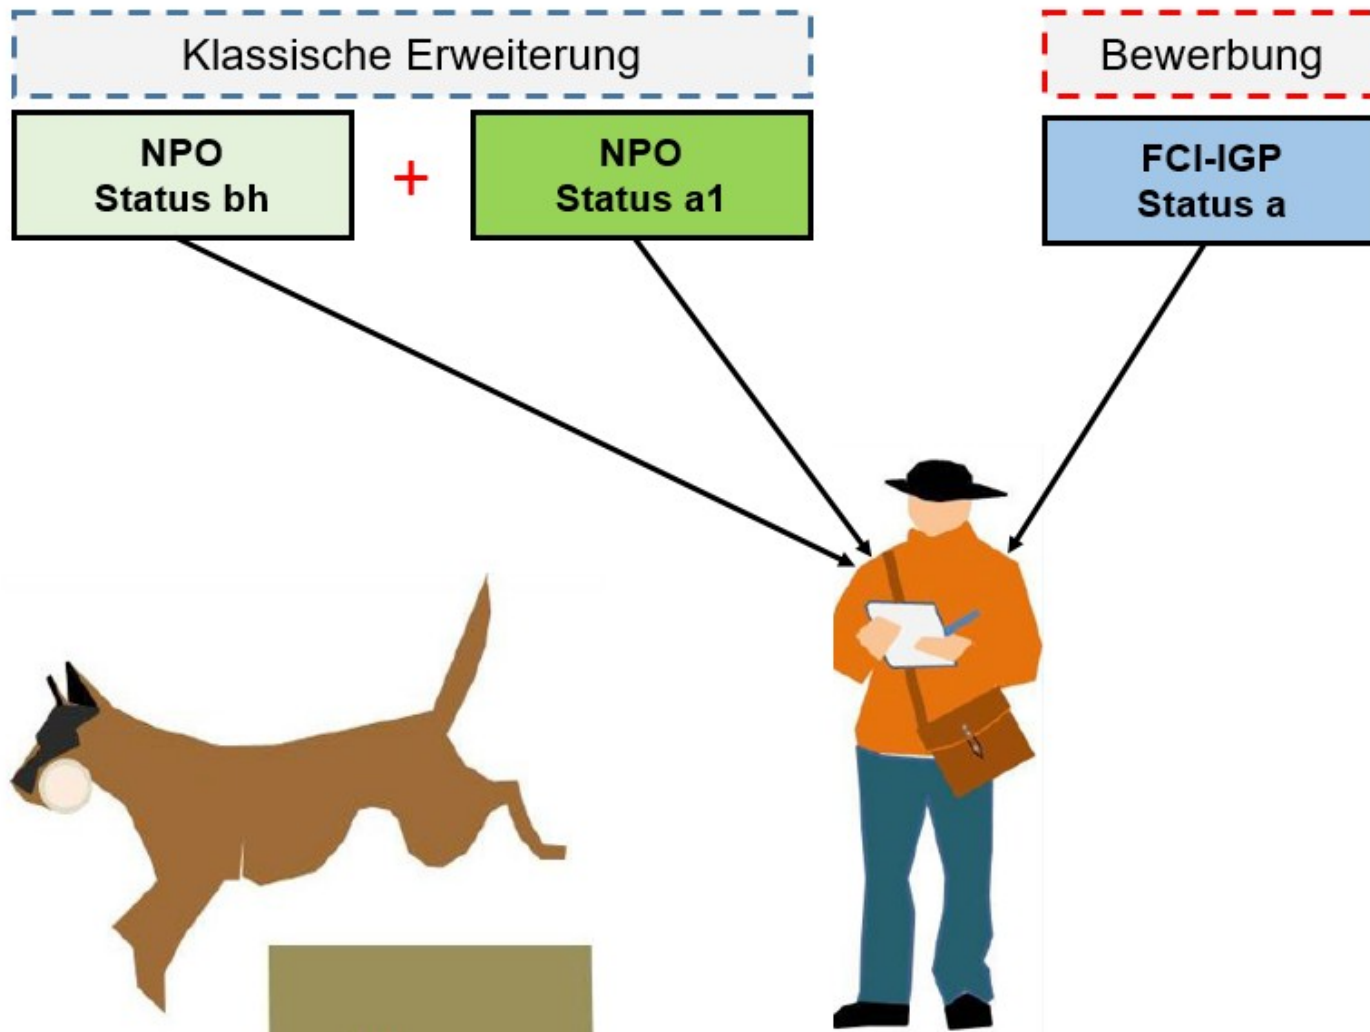 Klassische Erweiterung
Bewerbung
NPO
Status bh
+
NPO
Status a1
FCI-IGP
Status a